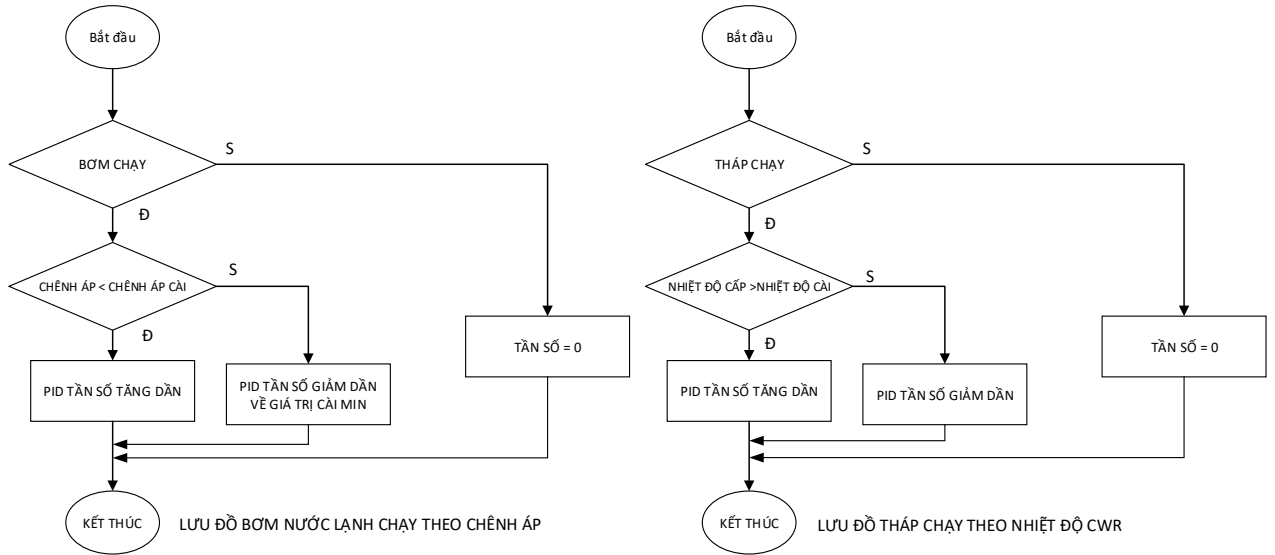 Bắt đầu
BƠM CHẠY
S
Đ
CHÊNH ÁP < CHÊNH ÁP CÀI
S
Đ
TẦN SỐ = 0
PID TẦN SỐ TĂNG DẦN
PID TẦN SỐ GIẢM DẦN
VỀ GIÁ TRỊ CÀI MIN
KẾT THÚC
LƯU ĐỒ BƠM NƯỚC LẠNH CHẠY THEO CHÊNH ÁP
Bắt đầu
THÁP CHẠY
S
Đ
NHIỆT ĐỘ CẤP >NHIỆT ĐỘ CÀI
S
Đ
TẦN SỐ = 0
PID TẦN SỐ TĂNG DẦN
PID TẦN SỐ GIẢM DẦN
KẾT THÚC
LƯU ĐỒ THÁP CHẠY THEO NHIỆT ĐỘ CWR